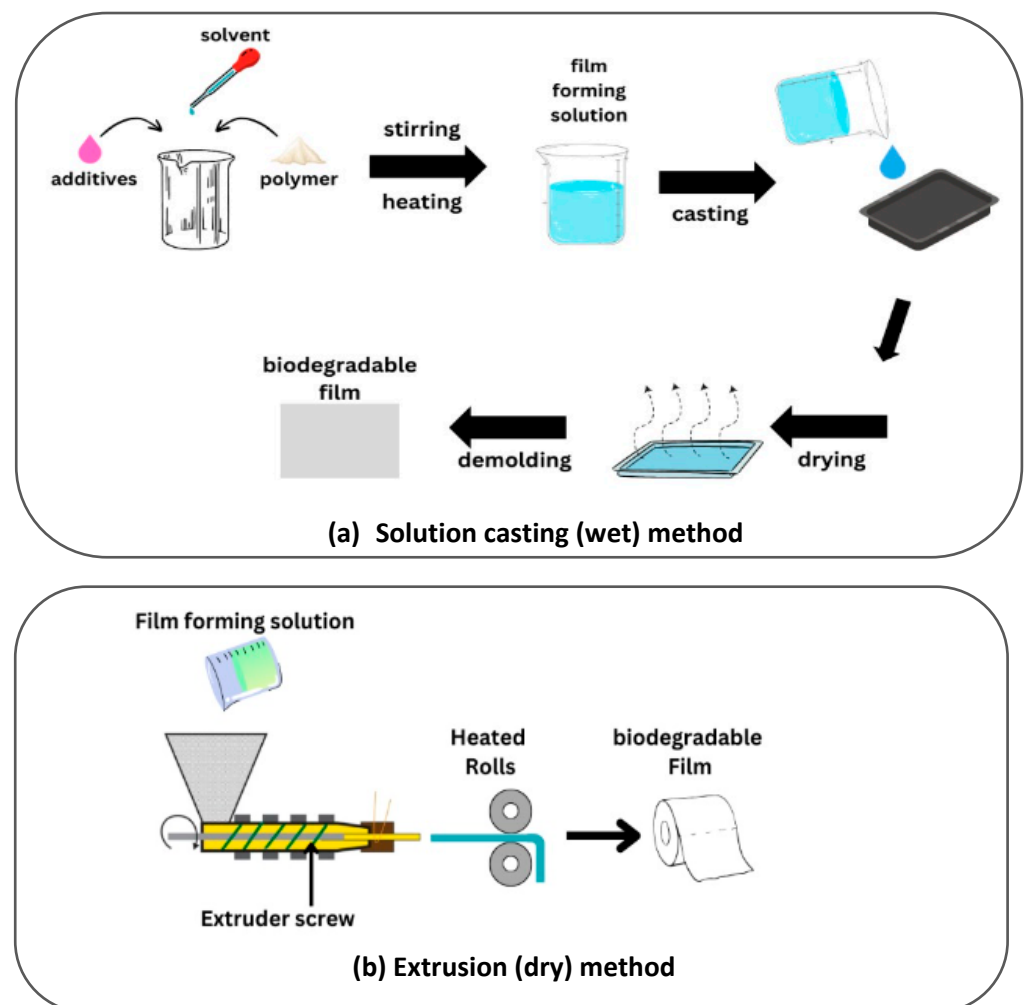 solvent
additives
polymer
stirring
heating
film
forming
solution
casting
drying
demolding
biodegradable
film
(a) Solution casting (wet) method
Film forming solution
Extruder screw
Heated
Rolls
biodegradable
Film
(b) Extrusion (dry) method